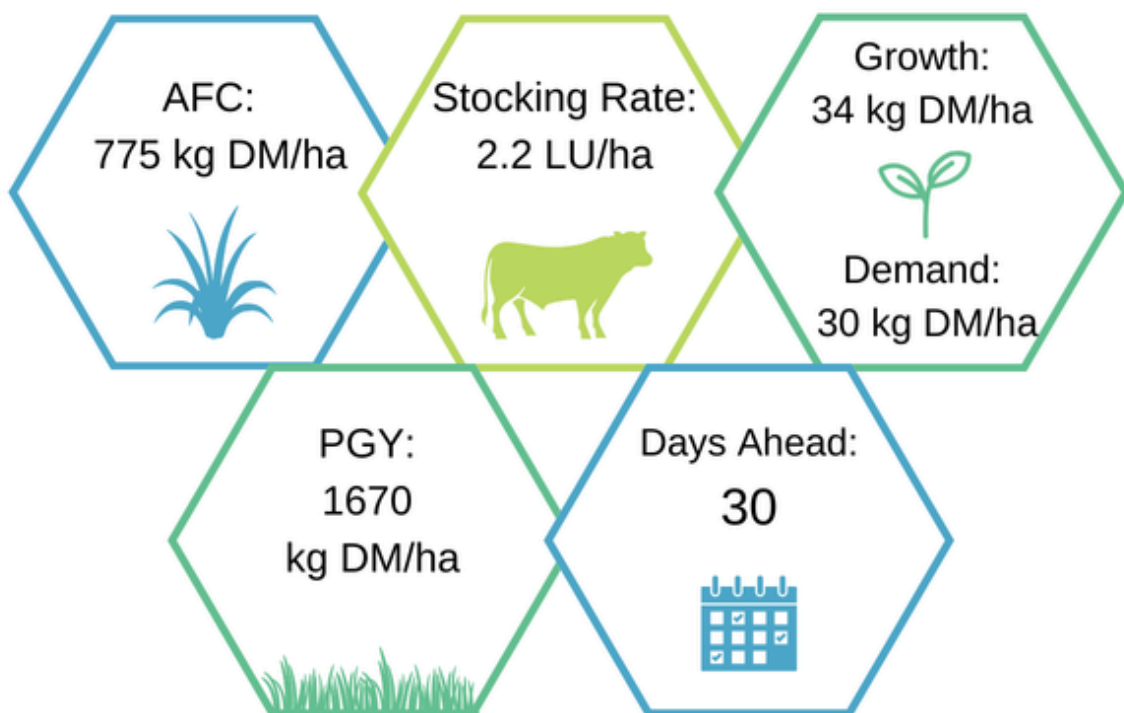 AFC:
775 kg DM/ha
Stocking Rate:
2.2 LU/ha
Growth:
34 kg DM/ha
Demand:
30 kg DM/ha
PGY:
1670
kg DM/ha
Days Ahead:
30